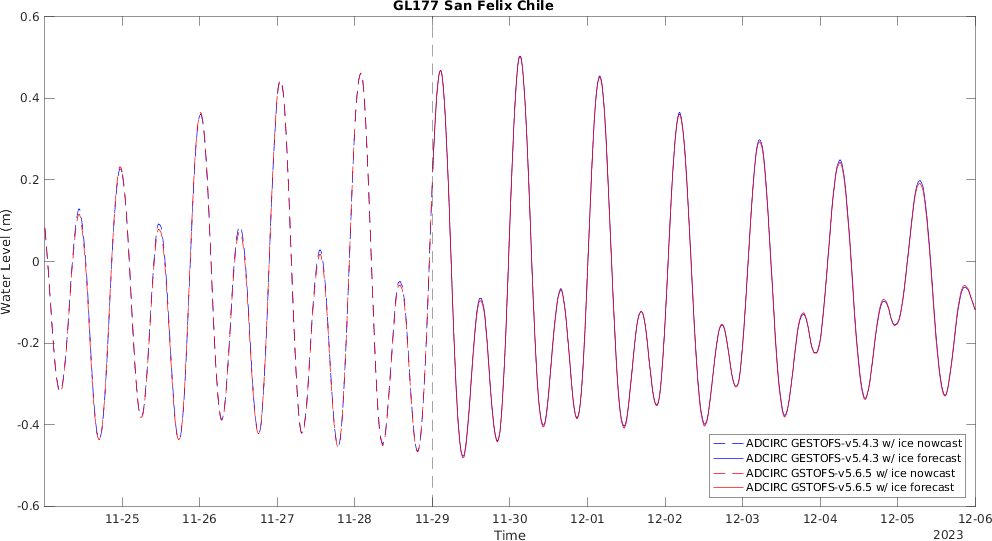 GL177 San Felix Chile
0.6
0.4
0.2
0
-0.2
-0.4
-0.6
Water Level (m)
ADCIRC GESTOFS-v5.4.3 w/ ice nowcast
ADCIRC GESTOFS-v5.4.3 w/ ice forecast
ADCIRC GSTOFS-v5.6.5 w/ ice nowcast
ADCIRC GSTOFS-v5.6.5 w/ ice forecast
11-25 11-26 11-27 11-28 11-29 11-30 12-01 12-02 12-03 12-04 12-05 12-06
Time
2023